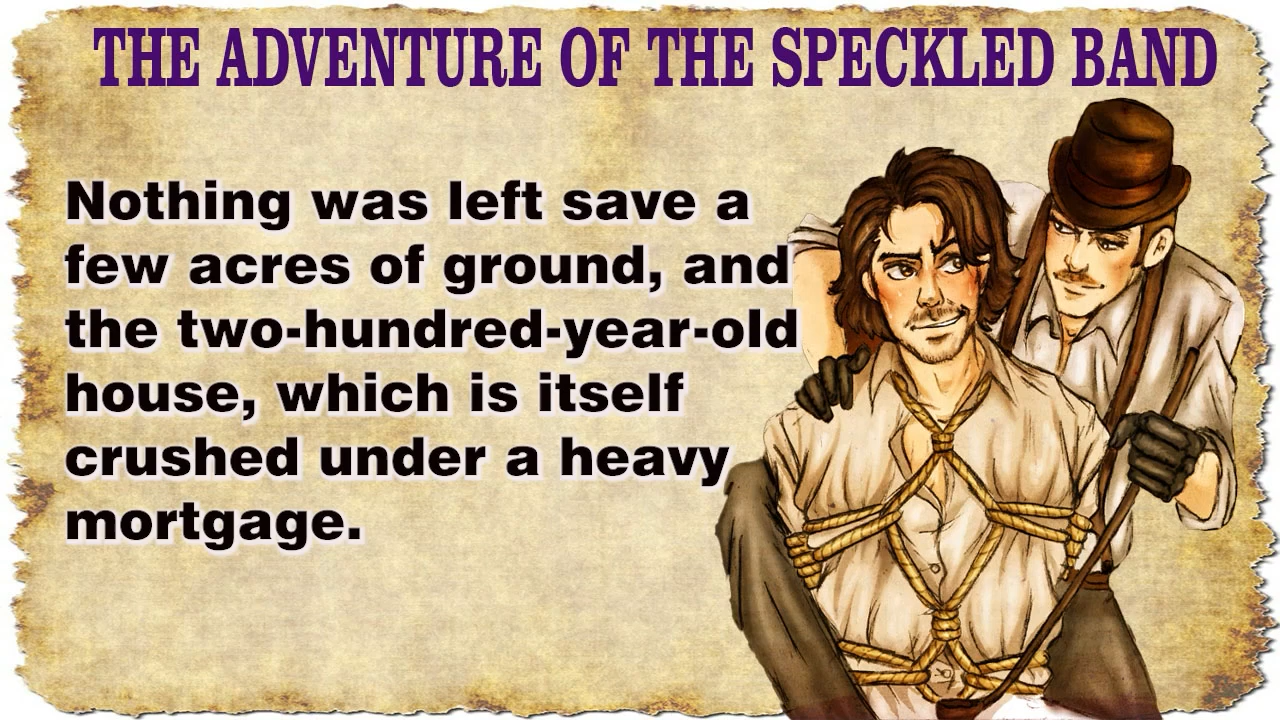 THE ADVENTURE OF THE SPECKLED BAND
Nothing was left save a
few acres of ground, and
the two-hundred-year-old
house, which is itself
crushed under a heavy
mortgage.